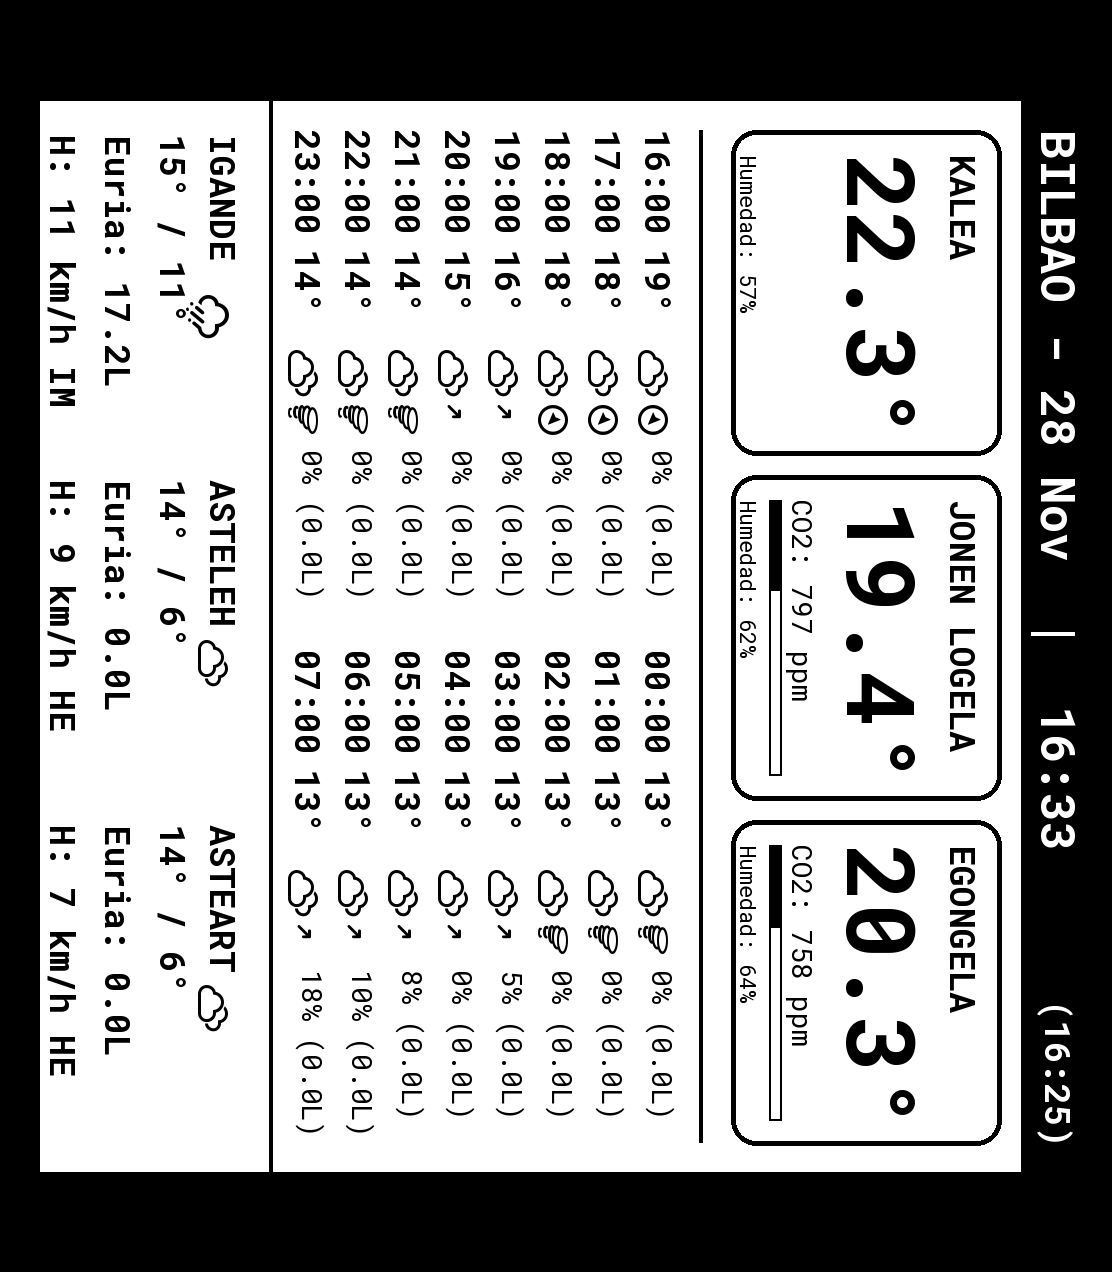 BILBAO - 28 Nov | 16:33 (16:25)
KALEA
22.3°
Humedad: 57%
JONEN LOGELA
19.4°
CO2: 797 ppm
Humedad: 62%
EGONGELA
20.3°
CO2: 758 ppm
Humedad: 64%
16:00 19° 0% (0.0L)
17:00 18° 0% (0.0L)
18:00 18° 0% (0.0L)
19:00 16° 0% (0.0L)
20:00 15° 0% (0.0L)
21:00 14° 0% (0.0L)
22:00 14° 0% (0.0L)
23:00 14° 0% (0.0L)
00:00 13° 0% (0.0L)
01:00 13° 0% (0.0L)
02:00 13° 0% (0.0L)
03:00 13° 5% (0.0L)
04:00 13° 0% (0.0L)
05:00 13° 8% (0.0L)
06:00 13° 10% (0.0L)
07:00 13° 18% (0.0L)
IGANDE
15° / 11°
Euria: 17.2L
H: 11 km/h IM
ASTELEH
14° / 6°
Euria: 0.0L
H: 9 km/h HE
ASTEART
14° / 6°
Euria: 0.0L
H: 7 km/h HE